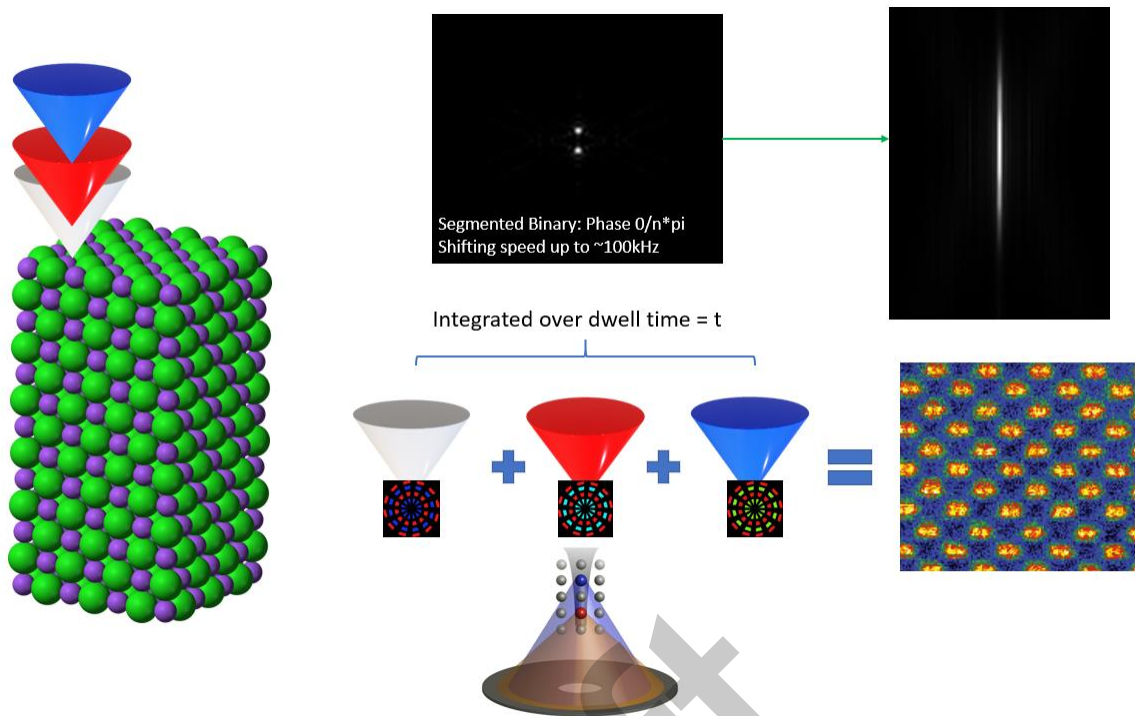 Segmented Binary: Phase 0/n*pi
Shifting speed up to ~100kHz
Integrated over dwell time = t